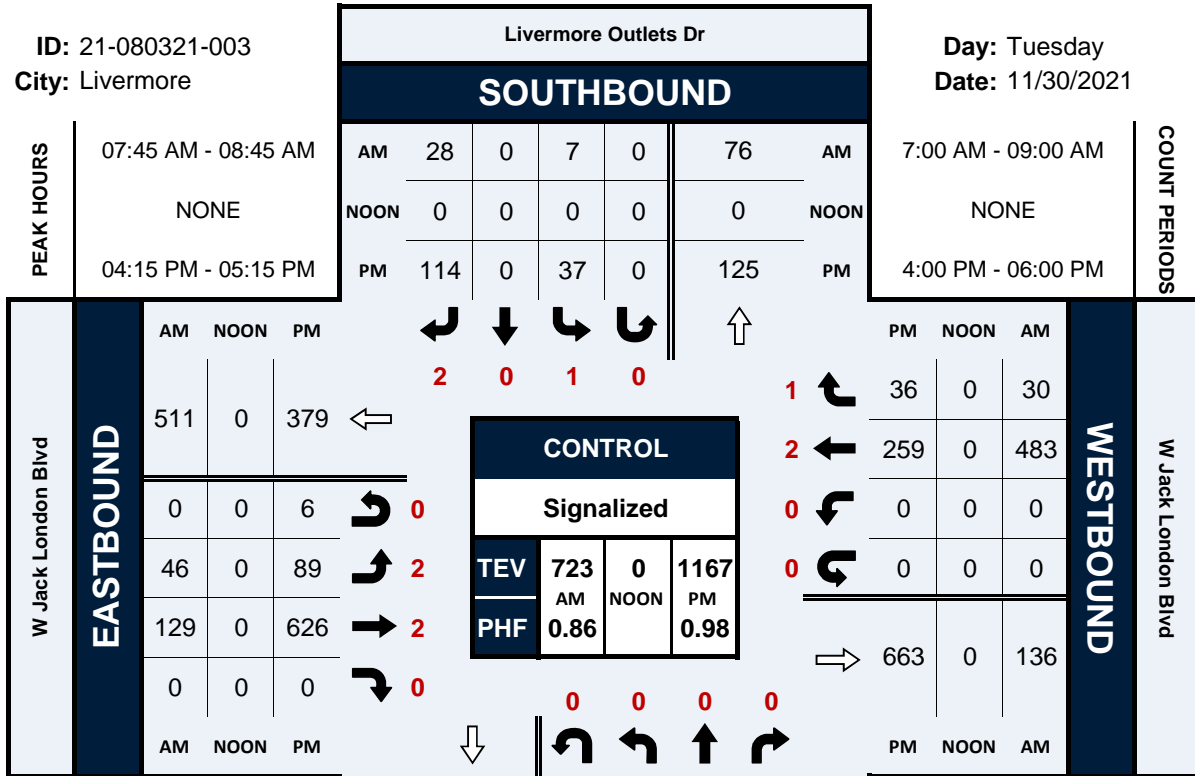 ID: 21-080321-003
City: Livermore
Livermore Outlets Dr
SOUTHBOUND
Day: Tuesday
Date: 11/30/2021
PEAK HOURS
07:45 AM - 08:45 AM
NONE
04:15 PM - 05:15 PM
AM 28 0 7 0 76 AM
NOON 0 0 0 0 0 NOON
PM 114 0 37 0 125 PM
7:00 AM - 09:00 AM
NONE
4:00 PM - 06:00 PM
COUNT PERIODS
2 0 1 0
W Jack London Blvd
EASTBOUND
AM NOON PM
511 0 379
0 0 6 0
46 0 89 2
129 0 626 2
0 0 0 0
AM NOON PM
CONTROL
Signalized
TEV 723 0 1167
AM NOON PM
PHF 0.86 0.98
PM NOON AM
1 36 0 30
2 259 0 483
0 0 0 0
0 0 0 0
663 0 136
PM NOON AM
WESTBOUND
W Jack London Blvd
0 0 0 0